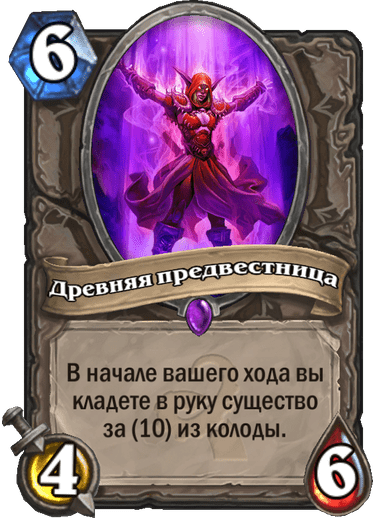 6
Древняя предвестница
В начале вашего хода вы
кладете в руку существо
за (10) из колоды.
4
6